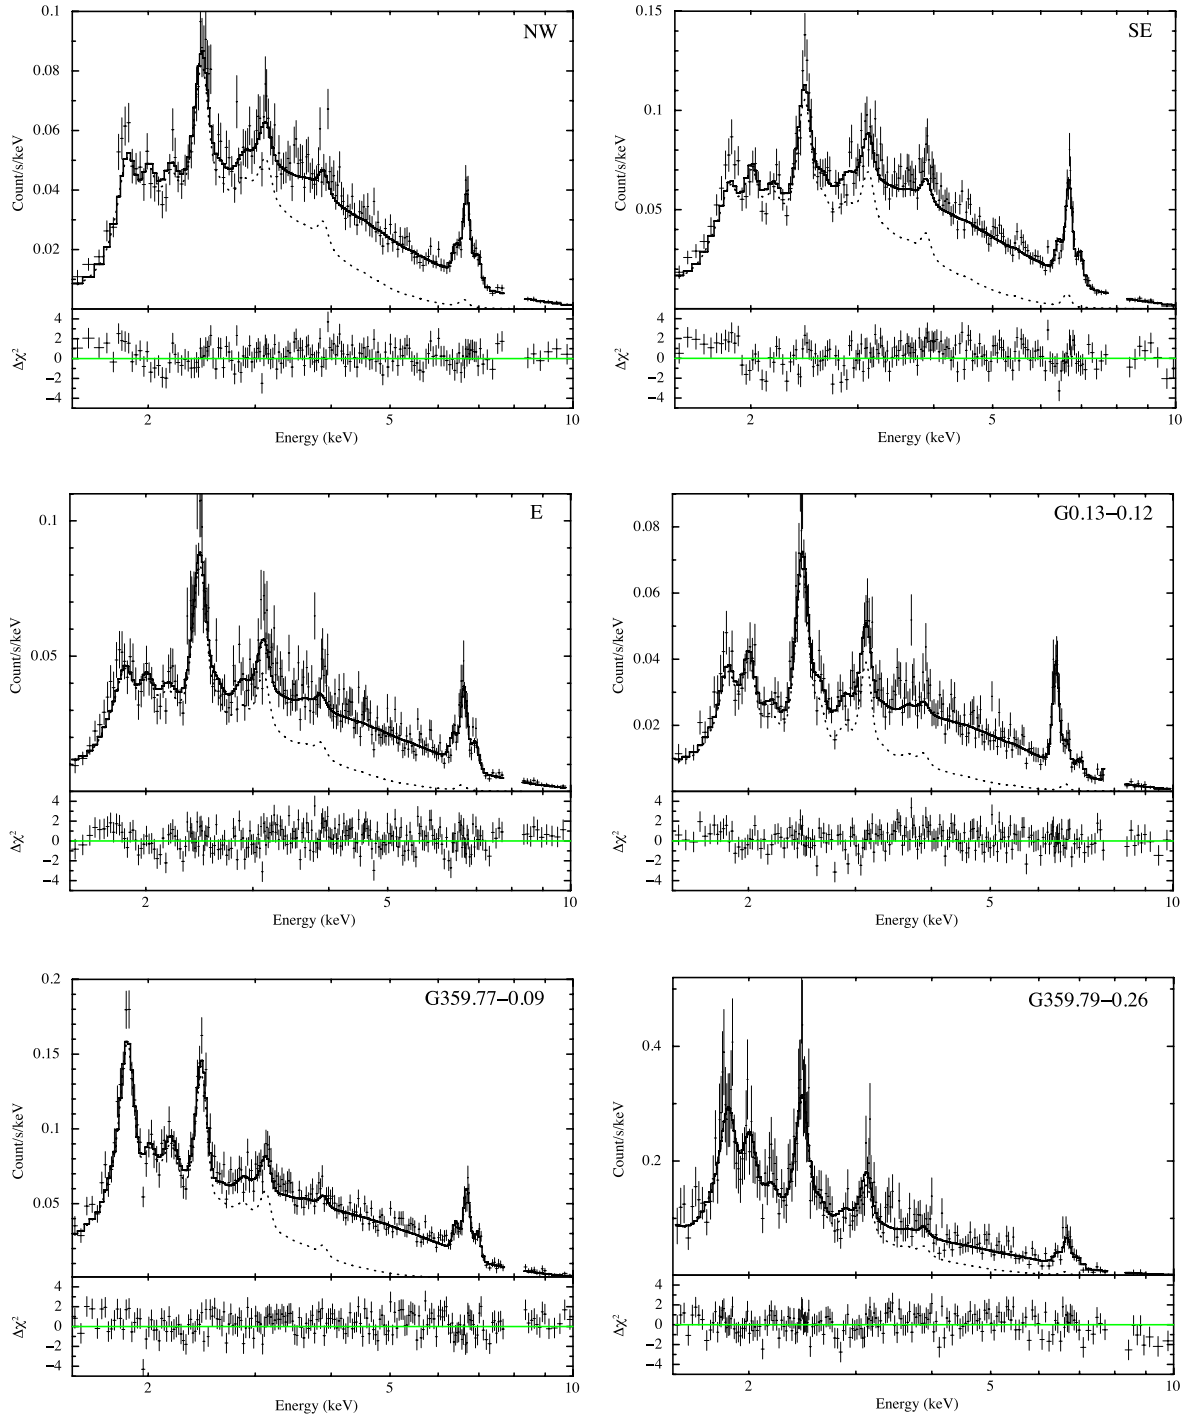 NW
0.1
0.08
0.06
0.04
0.02
Count/s/keV
4
2
0
−2
−4
Δχ²
2 5 10
Energy (keV)
SE
0.15
0.1
0.05
Count/s/keV
4
2
0
−2
−4
Δχ²
2 5 10
Energy (keV)
E
0.1
0.05
Count/s/keV
4
2
0
−2
−4
Δχ²
2 5 10
Energy (keV)
G0.13−0.12
0.08
0.06
0.04
0.02
Count/s/keV
4
2
0
−2
−4
Δχ²
2 5 10
Energy (keV)
G359.77−0.09
0.2
0.15
0.1
0.05
Count/s/keV
4
2
0
−2
−4
Δχ²
2 5 10
Energy (keV)
G359.79−0.26
0.4
0.2
Count/s/keV
4
2
0
−2
−4
Δχ²
2 5 10
Energy (keV)